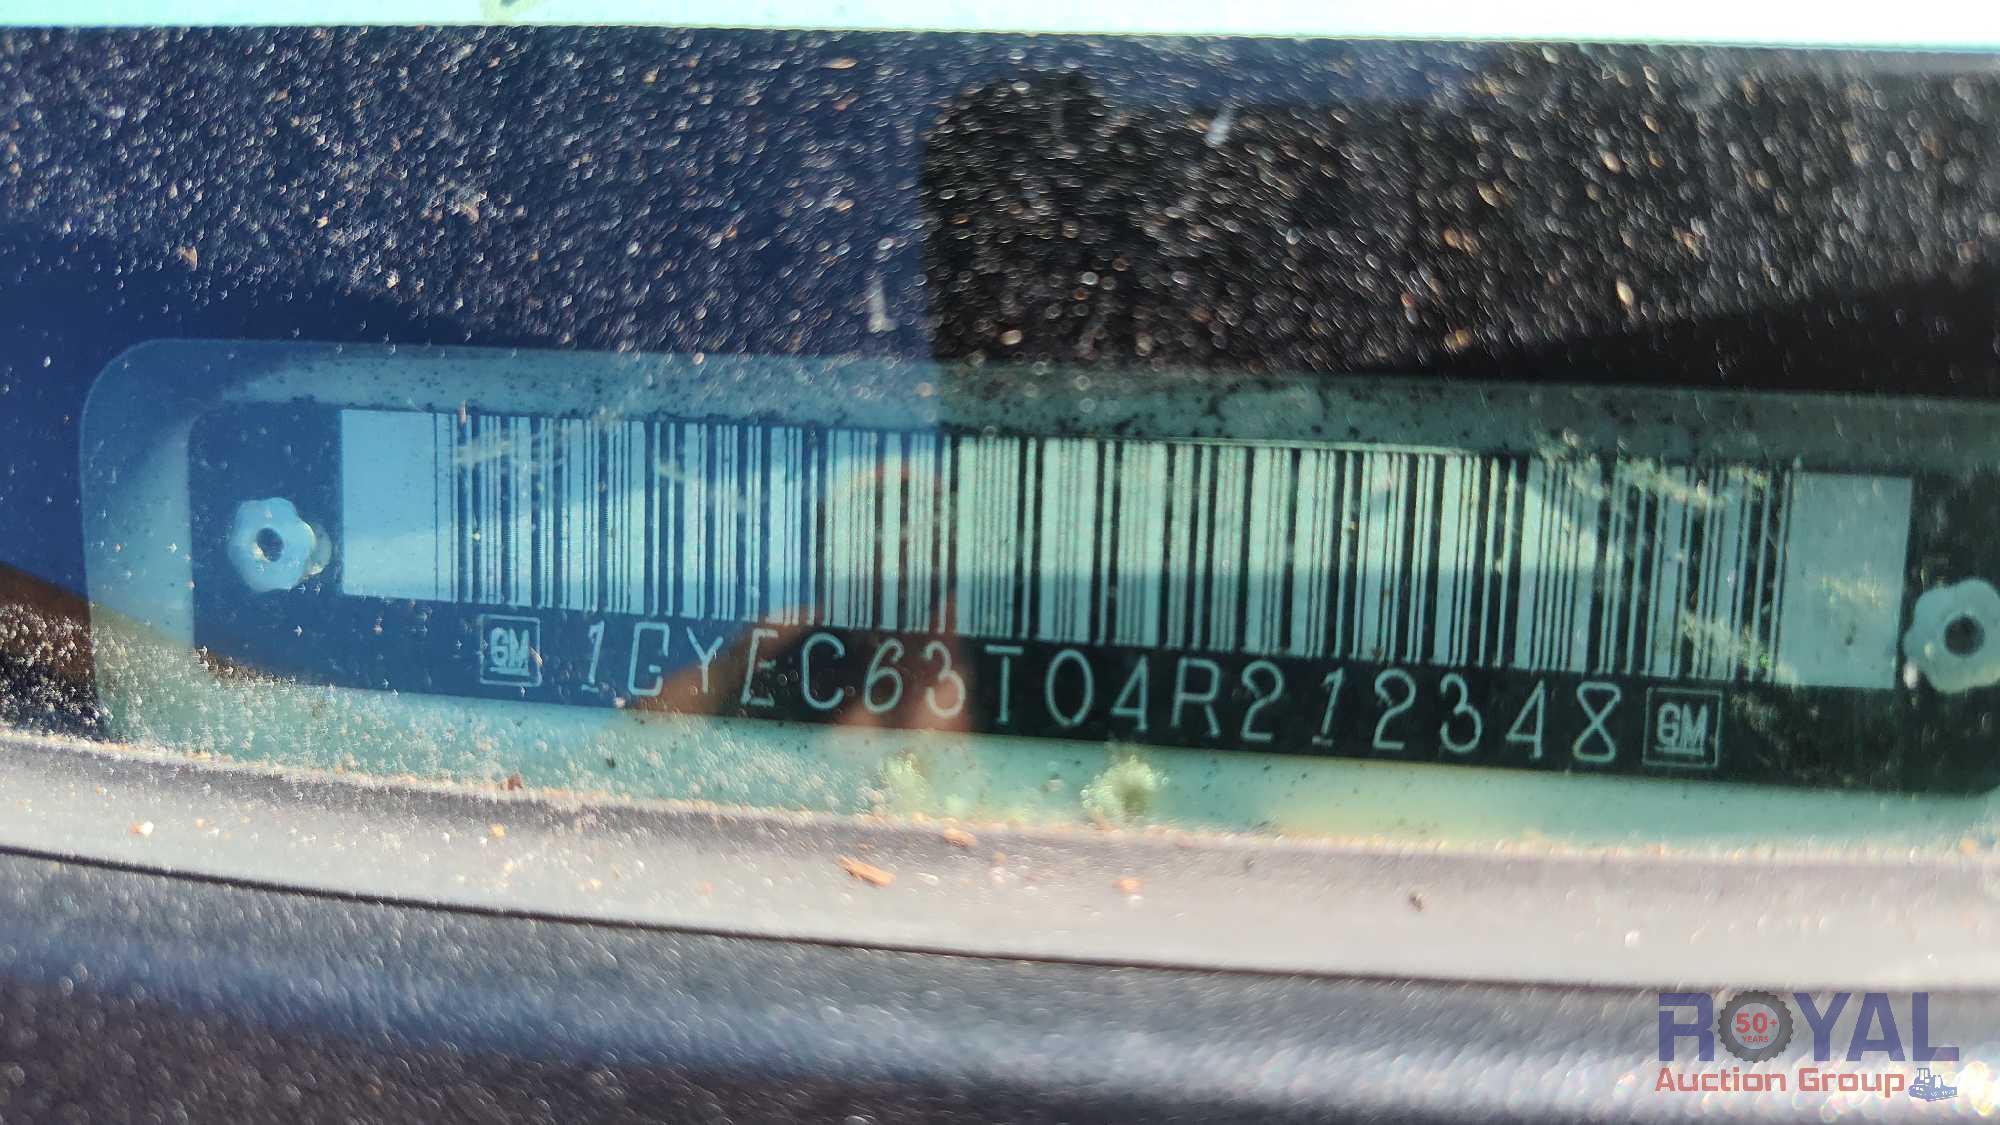 GM 1GYEC63T04R212348 GM
ROYAL
50+
YEARS
Auction Group